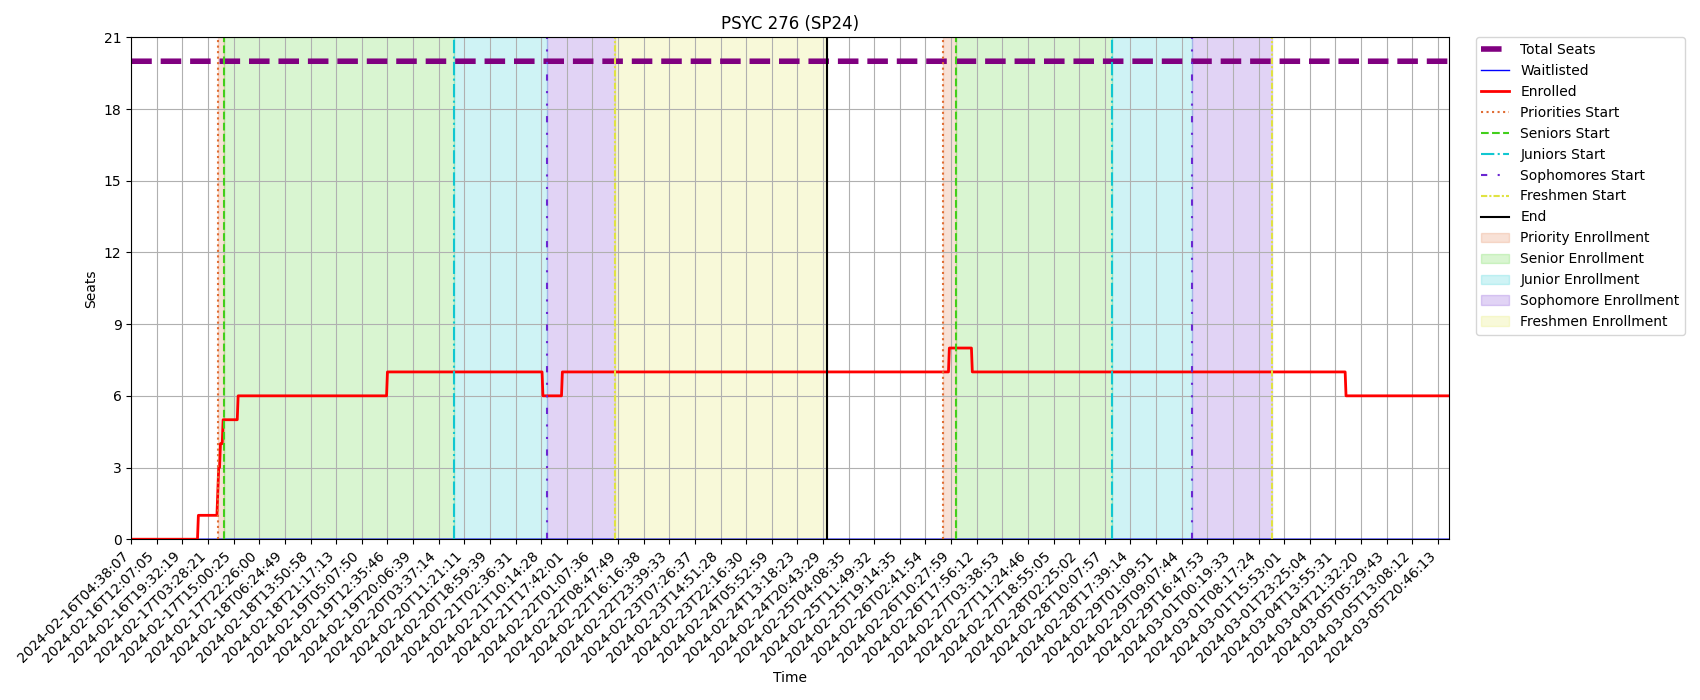 PSYC 276 (SP24)
21
18
15
12
9
6
3
0
Seats
2024-02-16T04:38:07
2024-02-16T12:07:05
2024-02-16T19:32:19
2024-02-17T03:28:21
2024-02-17T15:00:25
2024-02-17T22:26:00
2024-02-18T06:24:49
2024-02-18T13:50:58
2024-02-18T21:17:13
2024-02-19T05:07:50
2024-02-19T12:35:46
2024-02-19T20:06:39
2024-02-20T03:37:14
2024-02-20T11:21:11
2024-02-20T18:59:39
2024-02-21T02:36:31
2024-02-21T10:14:28
2024-02-21T17:42:01
2024-02-22T01:07:36
2024-02-22T08:47:49
2024-02-22T16:16:38
2024-02-22T23:39:33
2024-02-23T07:26:37
2024-02-23T14:51:28
2024-02-23T22:16:30
2024-02-24T05:52:59
2024-02-24T13:18:23
2024-02-24T20:43:29
2024-02-25T04:08:35
2024-02-25T11:49:32
2024-02-25T19:14:35
2024-02-26T02:41:54
2024-02-26T10:27:59
2024-02-26T17:56:12
2024-02-27T03:38:53
2024-02-27T11:24:46
2024-02-27T18:55:05
2024-02-28T02:25:02
2024-02-28T10:07:57
2024-02-28T17:39:14
2024-02-29T01:09:51
2024-02-29T09:07:44
2024-02-29T16:47:53
2024-03-01T00:19:33
2024-03-01T08:17:24
2024-03-01T15:53:01
2024-03-01T23:25:04
2024-03-04T13:55:31
2024-03-04T21:32:20
2024-03-05T05:29:43
2024-03-05T13:08:12
2024-03-05T20:46:13
Time
Total Seats
Waitlisted
Enrolled
Priorities Start
Seniors Start
Juniors Start
Sophomores Start
Freshmen Start
End
Priority Enrollment
Senior Enrollment
Junior Enrollment
Sophomore Enrollment
Freshmen Enrollment